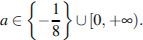 a ∈ {−1/8} ∪ [0, +∞).